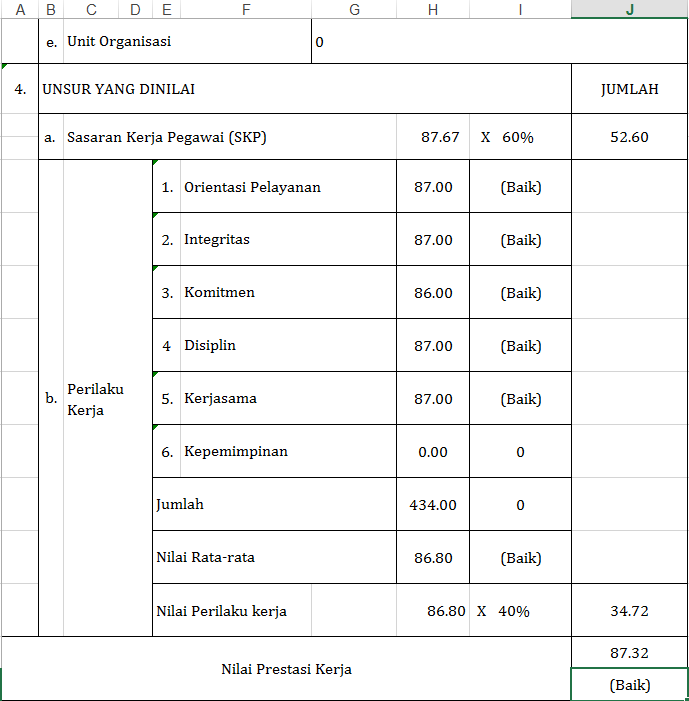 A B C D E F G H I J
e. Unit Organisasi 0
4. UNSUR YANG DINILAI JUMLAH
a. Sasaran Kerja Pegawai (SKP) 87.67 X 60% 52.60
1. Orientasi Pelayanan 87.00 (Baik)
2. Integritas 87.00 (Baik)
3. Komitmen 86.00 (Baik)
4 Disiplin 87.00 (Baik)
b. Perilaku
Kerja
5. Kerjasama 87.00 (Baik)
6. Kepemimpinan 0.00 0
Jumlah 434.00 0
Nilai Rata-rata 86.80 (Baik)
Nilai Perilaku kerja 86.80 X 40% 34.72
87.32
Nilai Prestasi Kerja
(Baik)